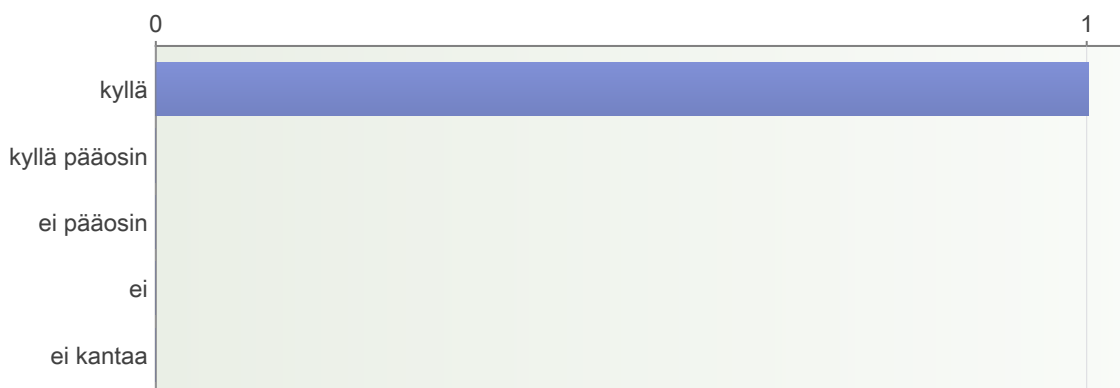 0 1
kyllä
kyllä pääosin
ei pääosin
ei
ei kantaa